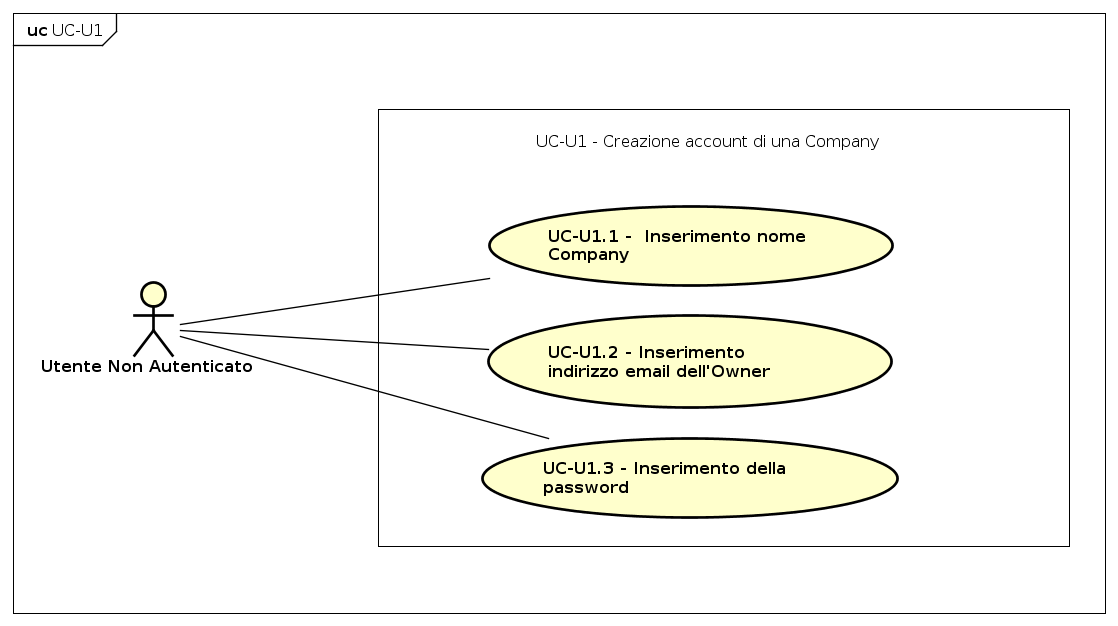 uc UC-U1
UC-U1 - Creazione account di una Company
UC-U1.1 -  Inserimento nome
Company
UC-U1.2 - Inserimento
indirizzo email dell'Owner
Utente Non Autenticato
UC-U1.3 - Inserimento della
password